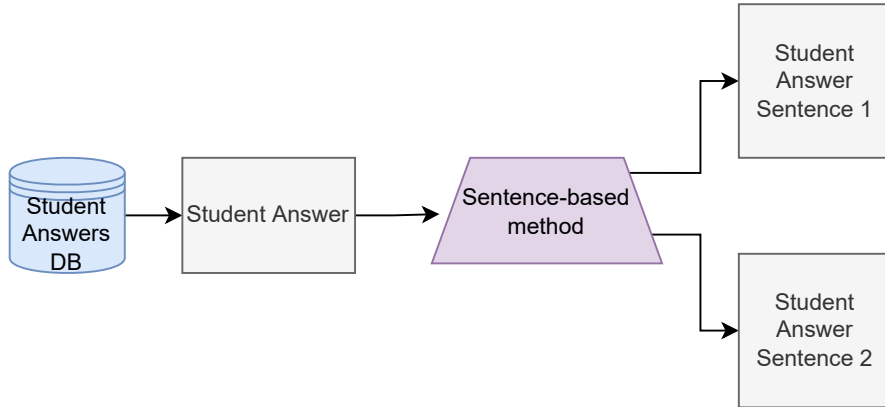 Student
Answers
DB
Student Answer
Sentence-based
method
Student
Answer
Sentence 1
Student
Answer
Sentence 2